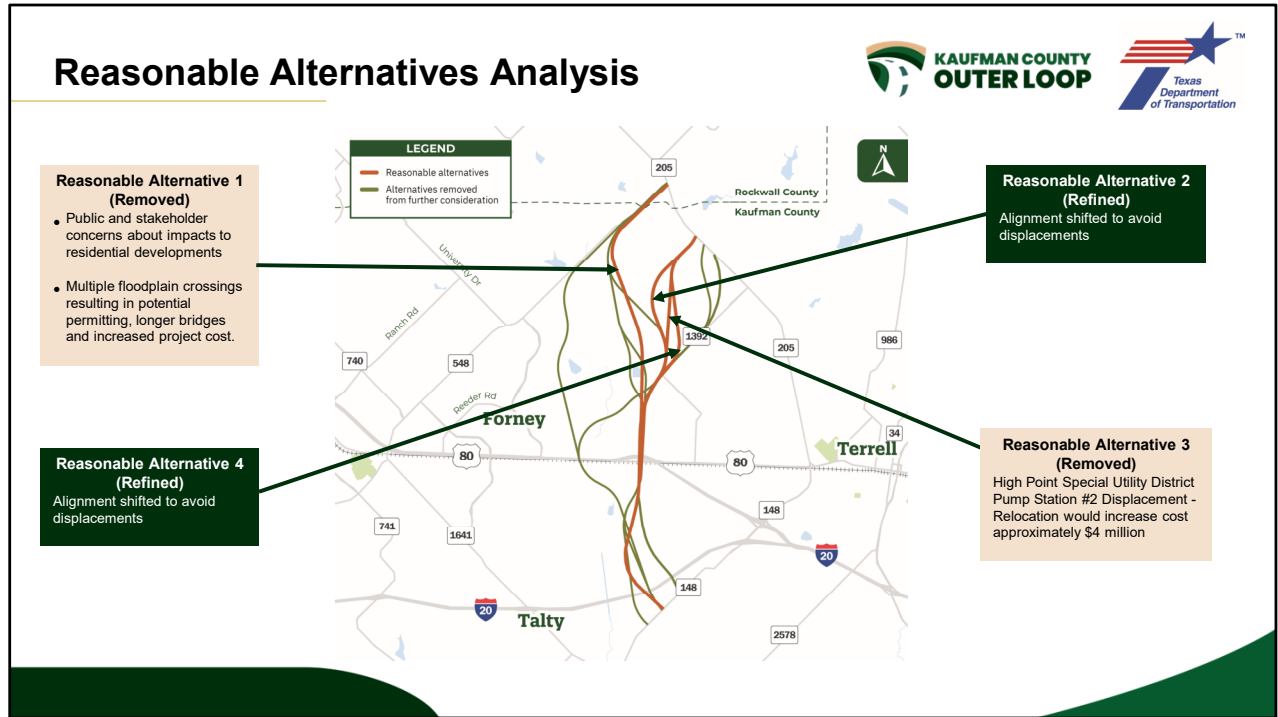 Reasonable Alternatives Analysis
KAUFMAN COUNTY
OUTER LOOP
TM
Texas
Department
of Transportation
Reasonable Alternative 1
(Removed)
• Public and stakeholder
concerns about impacts to
residential developments
• Multiple floodplain crossings
resulting in potential
permitting, longer bridges
and increased project cost.
Reasonable Alternative 4
(Refined)
Alignment shifted to avoid
displacements
LEGEND
Reasonable alternatives
Alternatives removed
from further consideration
N
205
Rockwall County
Kaufman County
University Dr
Ranch Rd
1392
740
548
205
986
Reeder Rd
Forney
34
Terrell
80
80
148
741
1641
20
148
20
Talty
2578
Reasonable Alternative 2
(Refined)
Alignment shifted to avoid
displacements
Reasonable Alternative 3
(Removed)
High Point Special Utility District
Pump Station #2 Displacement -
Relocation would increase cost
approximately $4 million